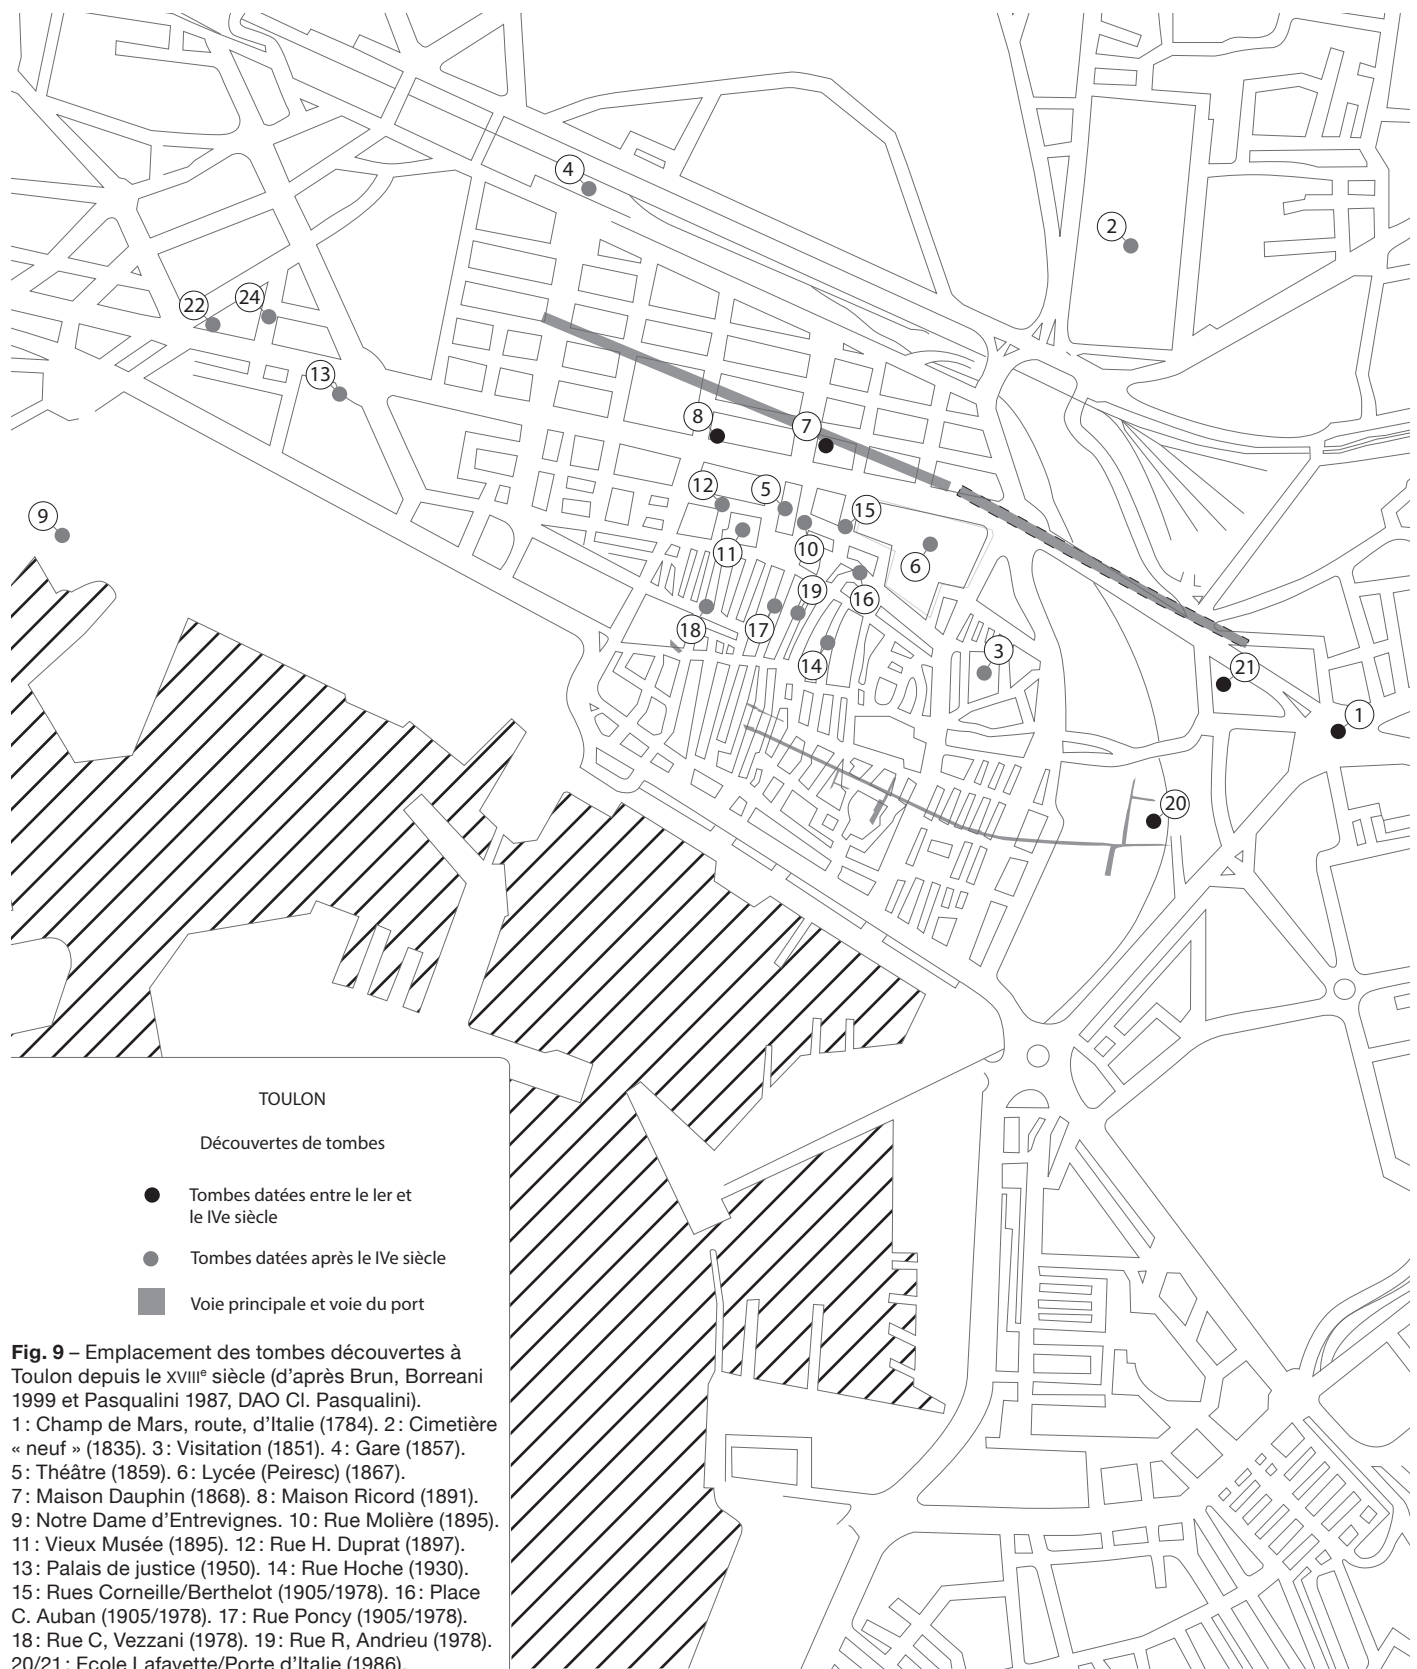 4
2
22
24
13
8
7
12
5
15
9
11
10
6
19
16
18
17
14
3
21
1
20
TOULON
Découvertes de tombes
Tombes datées entre le Ier et
le IVe siècle
Tombes datées après le IVe siècle
Voie principale et voie du port
Fig. 9 – Emplacement des tombes découvertes à
Toulon depuis le XVIIIe siècle (d'après Brun, Borreani
1999 et Pasqualini 1987, DAO Cl. Pasqualini).
1 : Champ de Mars, route, d'Italie (1784). 2 : Cimetière
« neuf » (1835). 3 : Visitation (1851). 4 : Gare (1857).
5 : Théâtre (1859). 6 : Lycée (Peiresc) (1867).
7 : Maison Dauphin (1868). 8 : Maison Ricord (1891).
9 : Notre Dame d'Entrevignes. 10 : Rue Molière (1895).
11 : Vieux Musée (1895). 12 : Rue H. Duprat (1897).
13 : Palais de justice (1950). 14 : Rue Hoche (1930).
15 : Rues Corneille/Berthelot (1905/1978). 16 : Place
C. Auban (1905/1978). 17 : Rue Poncy (1905/1978).
18 : Rue C, Vezzani (1978). 19 : Rue R, Andrieu (1978).
20/21 : Ecole Lafayette/Porte d'Italie (1986).